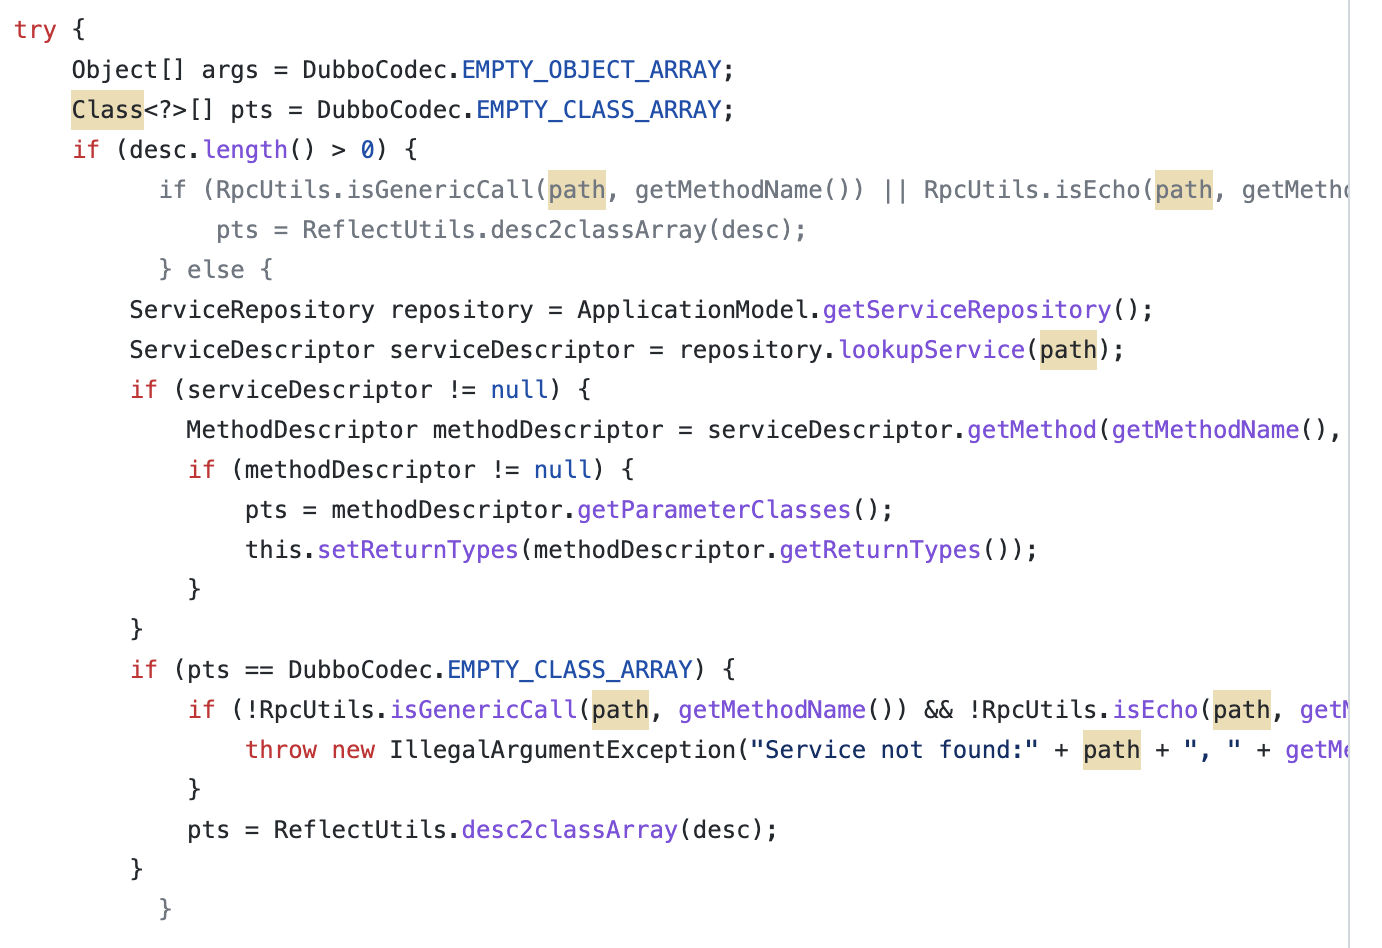 try {
    Object[] args = DubboCodec.EMPTY_OBJECT_ARRAY;
    Class<?>[] pts = DubboCodec.EMPTY_CLASS_ARRAY;
    if (desc.length() > 0) {
          if (RpcUtils.isGenericCall(path, getMethodName()) || RpcUtils.isEcho(path, getMetho
              pts = ReflectUtils.desc2classArray(desc);
          } else {
        ServiceRepository repository = ApplicationModel.getServiceRepository();
        ServiceDescriptor serviceDescriptor = repository.lookupService(path);
        if (serviceDescriptor != null) {
            MethodDescriptor methodDescriptor = serviceDescriptor.getMethod(getMethodName(),
            if (methodDescriptor != null) {
                pts = methodDescriptor.getParameterClasses();
                this.setReturnTypes(methodDescriptor.getReturnTypes());
            }
        }
        if (pts == DubboCodec.EMPTY_CLASS_ARRAY) {
            if (!RpcUtils.isGenericCall(path, getMethodName()) && !RpcUtils.isEcho(path, get
                throw new IllegalArgumentException("Service not found:" + path + ", " + getMe
            }
            pts = ReflectUtils.desc2classArray(desc);
        }
          }